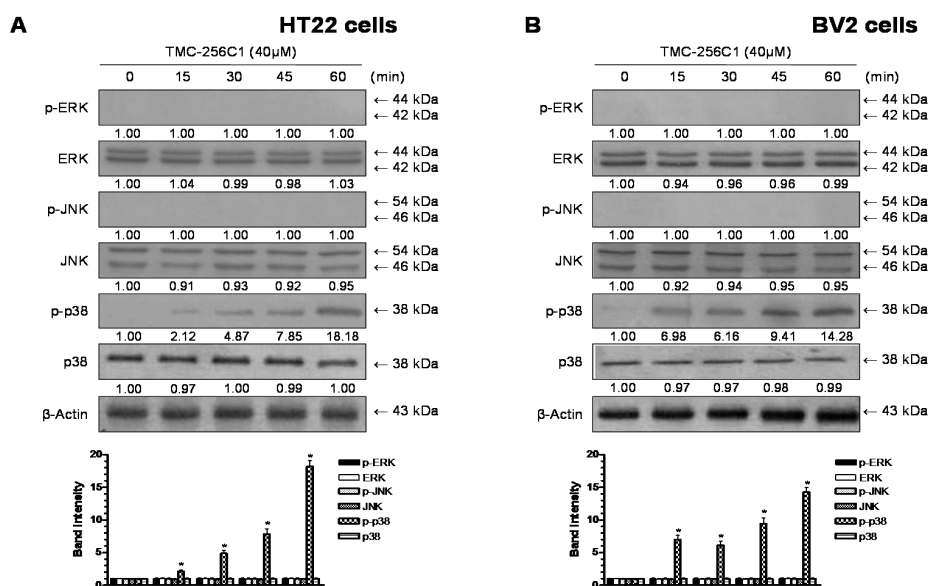 A HT22 cells
TMC-256C1 (40µM)
0 15 30 45 60 (min)
p-ERK ← 44 kDa
← 42 kDa
1.00 1.00 1.00 1.00 1.00
ERK ← 44 kDa
← 42 kDa
1.00 1.04 0.99 0.98 1.03
p-JNK ← 54 kDa
← 46 kDa
1.00 1.00 1.00 1.00 1.00
JNK ← 54 kDa
← 46 kDa
1.00 0.91 0.93 0.92 0.95
p-p38 ← 38 kDa
1.00 2.12 4.87 7.85 18.18
p38 ← 38 kDa
1.00 0.97 1.00 0.99 1.00
β-Actin ← 43 kDa
Band Intensity
20
15
10
5
0
* * * *
p-ERK
ERK
p-JNK
JNK
p-p38
p38
B BV2 cells
TMC-256C1 (40µM)
0 15 30 45 60 (min)
p-ERK ← 44 kDa
← 42 kDa
1.00 1.00 1.00 1.00 1.00
ERK ← 44 kDa
← 42 kDa
1.00 0.94 0.96 0.96 0.99
p-JNK ← 54 kDa
← 46 kDa
1.00 1.00 1.00 1.00 1.00
JNK ← 54 kDa
← 46 kDa
1.00 0.92 0.94 0.95 0.95
p-p38 ← 38 kDa
1.00 6.98 6.16 9.41 14.28
p38 ← 38 kDa
1.00 0.97 0.97 0.98 0.99
β-Actin ← 43 kDa
Band Intensity
20
15
10
5
0
* * * *
p-ERK
ERK
p-JNK
JNK
p-p38
p38